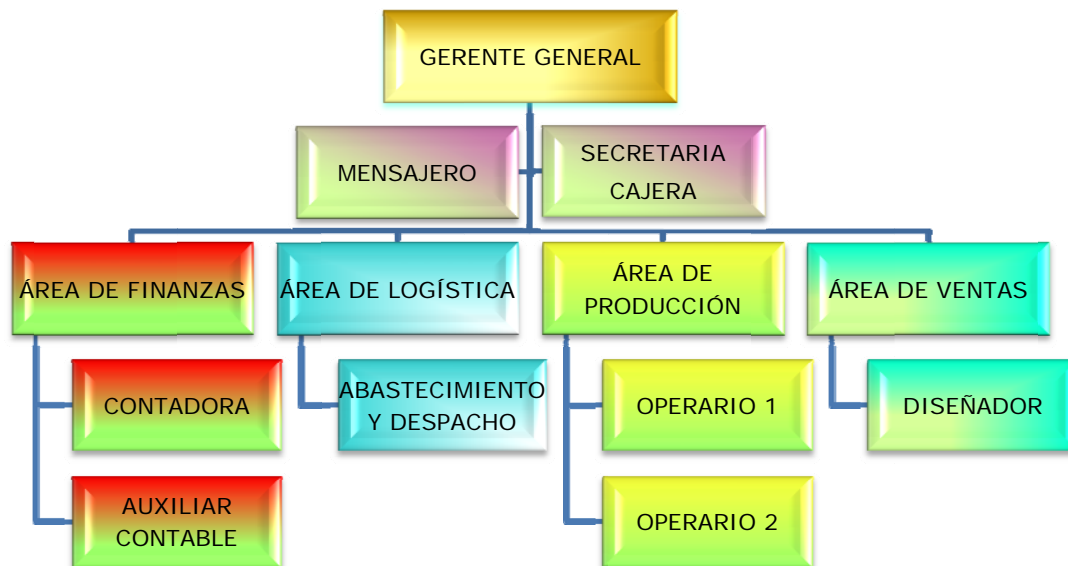 GERENTE GENERAL
MENSAJERO
SECRETARIA
CAJERA
ÁREA DE FINANZAS
ÁREA DE LOGÍSTICA
ÁREA DE
PRODUCCIÓN
ÁREA DE VENTAS
CONTADORA
ABASTECIMIENTO
Y DESPACHO
OPERARIO 1
DISEÑADOR
AUXILIAR
CONTABLE
OPERARIO 2